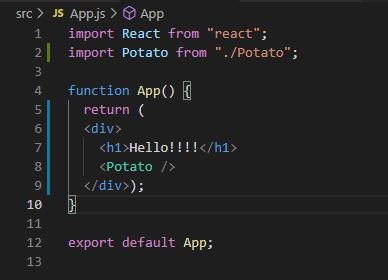 src > JS App.js > App
1 import React from "react";
2 import Potato from "./Potato";
3
4 function App() {
5   return (
6   <div>
7     <h1>Hello!!!!</h1>
8     <Potato />
9   </div>);
10 }
11
12 export default App;
13